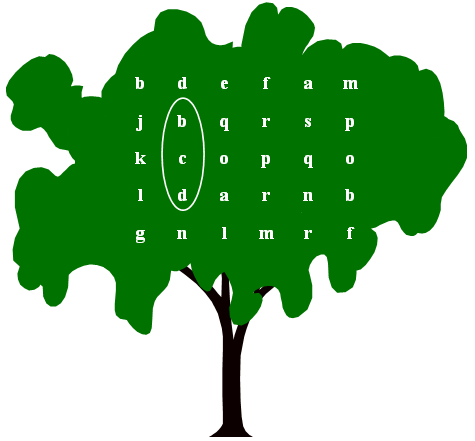 b d e f a m
j b q r s p
k c o p q o
l d a r n b
g n l m r f